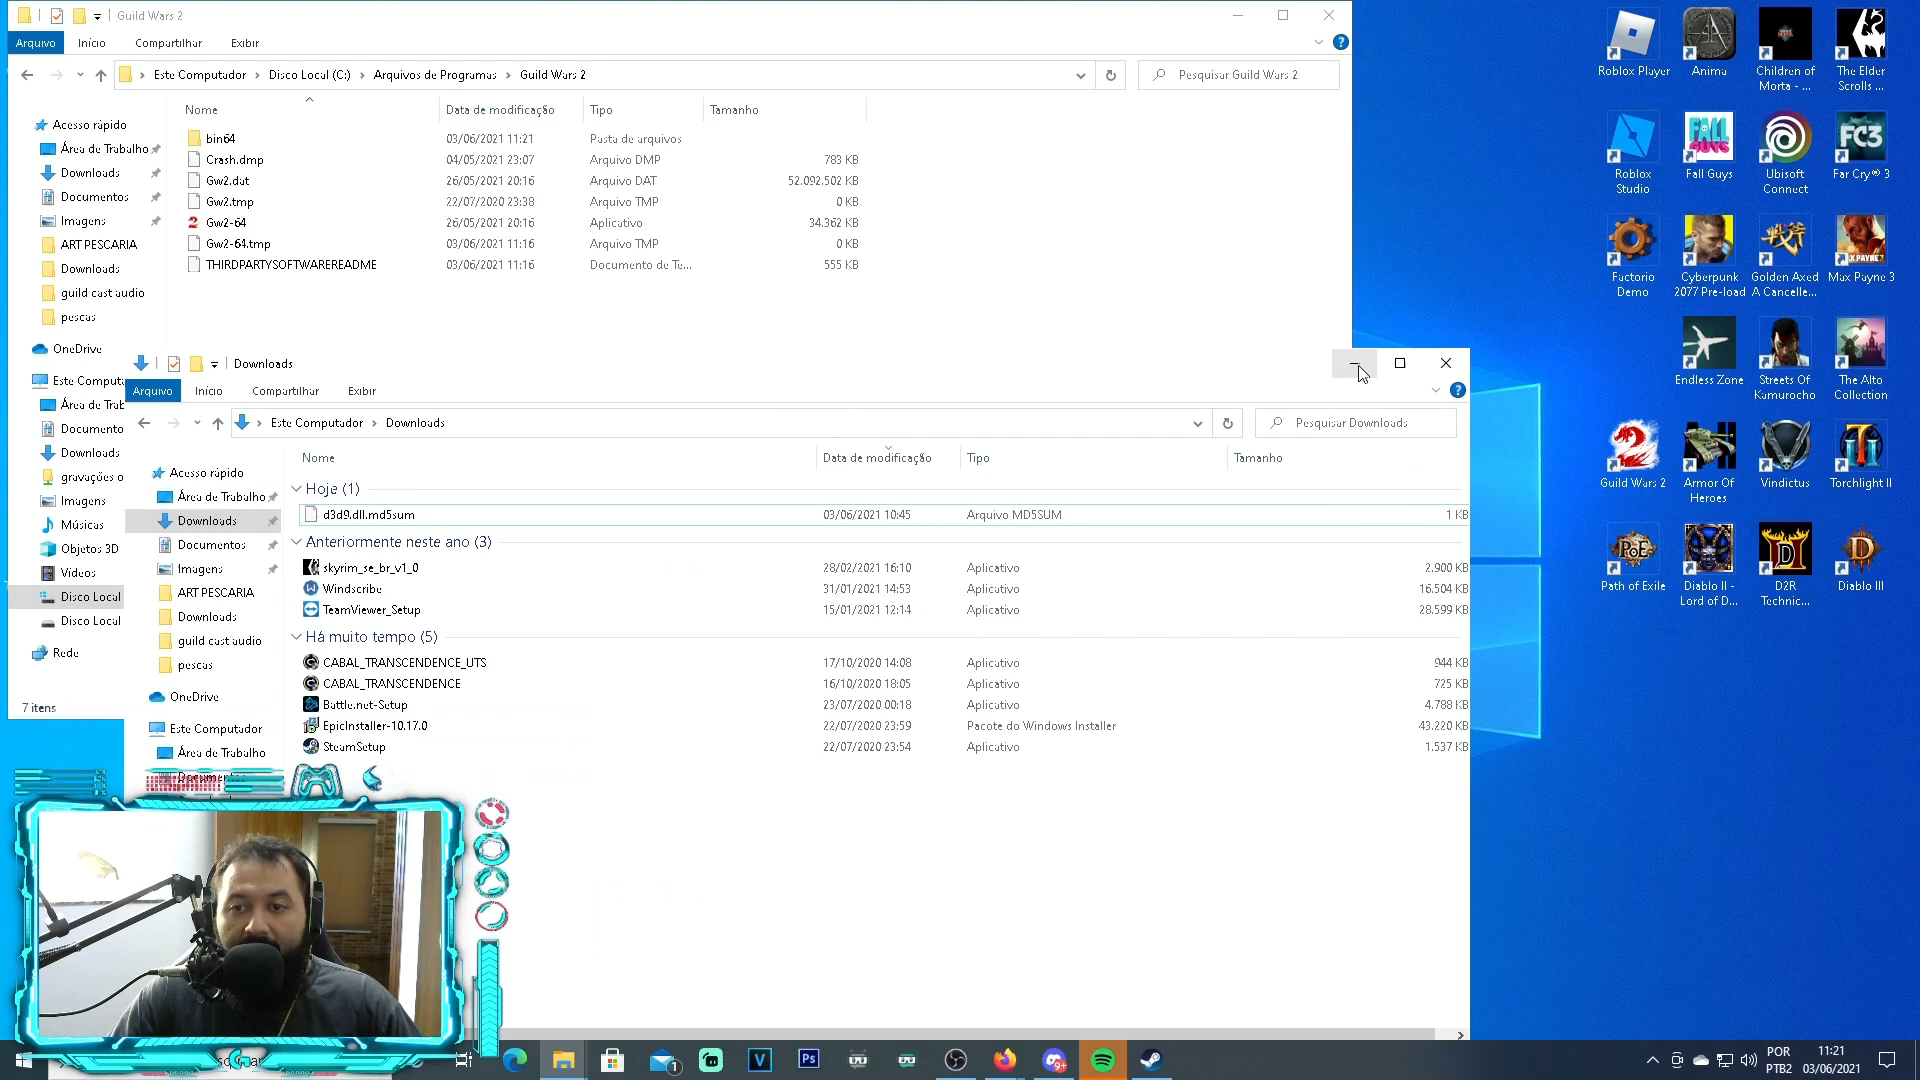 Guild Wars 2
Arquivo Início Compartilhar Exibir
Este Computador Disco Local (C:) Arquivos de Programas Guild Wars 2
Pesquisar Guild Wars 2
Nome Data de modificação Tipo Tamanho
bin64 03/06/2021 11:21 Pasta de arquivos
Crash.dmp 04/05/2021 23:07 Arquivo DMP 783 KB
Gw2.dat 26/05/2021 20:16 Arquivo DAT 52.092.502 KB
Gw2.tmp 22/07/2020 23:38 Arquivo TMP 0 KB
Gw2-64 26/05/2021 20:16 Aplicativo 34.362 KB
Gw2-64.tmp 03/06/2021 11:16 Arquivo TMP 0 KB
THIRDPARTYSOFTWAREREADME 03/06/2021 11:16 Documento de Te... 555 KB
Acesso rápido
Área de Trabalho
Downloads
Documentos
Imagens
ART PESCARIA
Downloads
guild cast audio
pescas
OneDrive
Este Computa
Área de Trab
Documento
Downloads
gravações o
Imagens
Músicas
Objetos 3D
Vídeos
Disco Local
Disco Local
Rede
7 itens
Downloads
Arquivo Início Compartilhar Exibir
Este Computador Downloads
Pesquisar Downloads
Nome Data de modificação Tipo Tamanho
Hoje (1)
d3d9.dll.md5sum 03/06/2021 10:45 Arquivo MD5SUM 1 KB
Anteriormente neste ano (3)
skyrim_se_br_v1_0 28/02/2021 16:10 Aplicativo 2.900 KB
Windscribe 31/01/2021 14:53 Aplicativo 16.504 KB
TeamViewer_Setup 15/01/2021 12:14 Aplicativo 28.599 KB
Há muito tempo (5)
CABAL_TRANSCENDENCE_UTS 17/10/2020 14:08 Aplicativo 944 KB
CABAL_TRANSCENDENCE 16/10/2020 18:05 Aplicativo 725 KB
Battle.net-Setup 23/07/2020 00:18 Aplicativo 4.788 KB
EpicInstaller-10.17.0 22/07/2020 23:59 Pacote do Windows Installer 43.220 KB
SteamSetup 22/07/2020 23:54 Aplicativo 1.537 KB
Acesso rápido
Área de Trabalho
Downloads
Documentos
Imagens
ART PESCARIA
Downloads
guild cast audio
pescas
OneDrive
Este Computador
Área de Trabalho
Roblox Player
Anima
Children of
Morta - ...
The Elder
Scrolls ...
Roblox
Studio
FALL
GUYS
Fall Guys
Ubisoft
Connect
FC3
Far Cry® 3
Factorio
Demo
Cyberpunk
2077 Pre-load
Golden Axed
A Cancelle...
Max Payne 3
Endless Zone
Streets Of
Kamurocho
The Alto
Collection
Guild Wars 2
Armor Of
Heroes
Vindictus
Torchlight II
Path of Exile
Diablo II -
Lord of D...
D2R
Technic...
Diablo III
POR
PTB2
11:21
03/06/2021